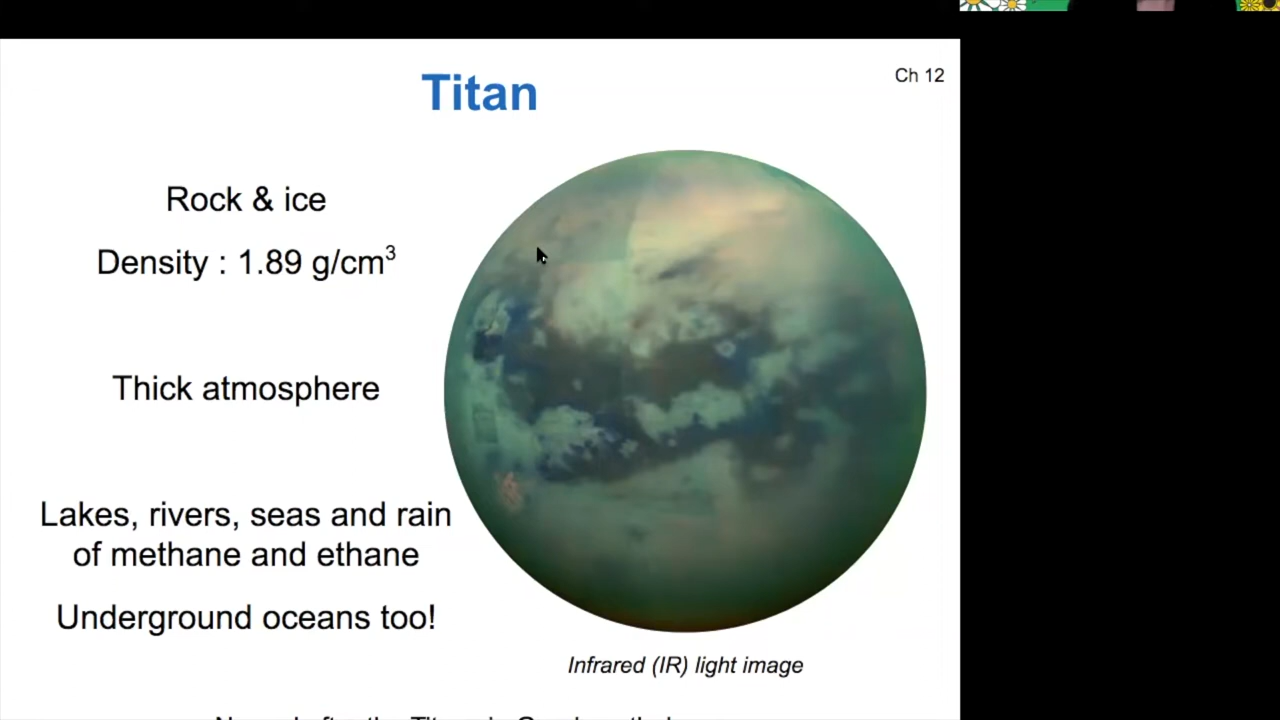 Titan
Ch 12
Rock & ice
Density : 1.89 g/cm³
Thick atmosphere
Lakes, rivers, seas and rain
of methane and ethane
Underground oceans too!
Infrared (IR) light image